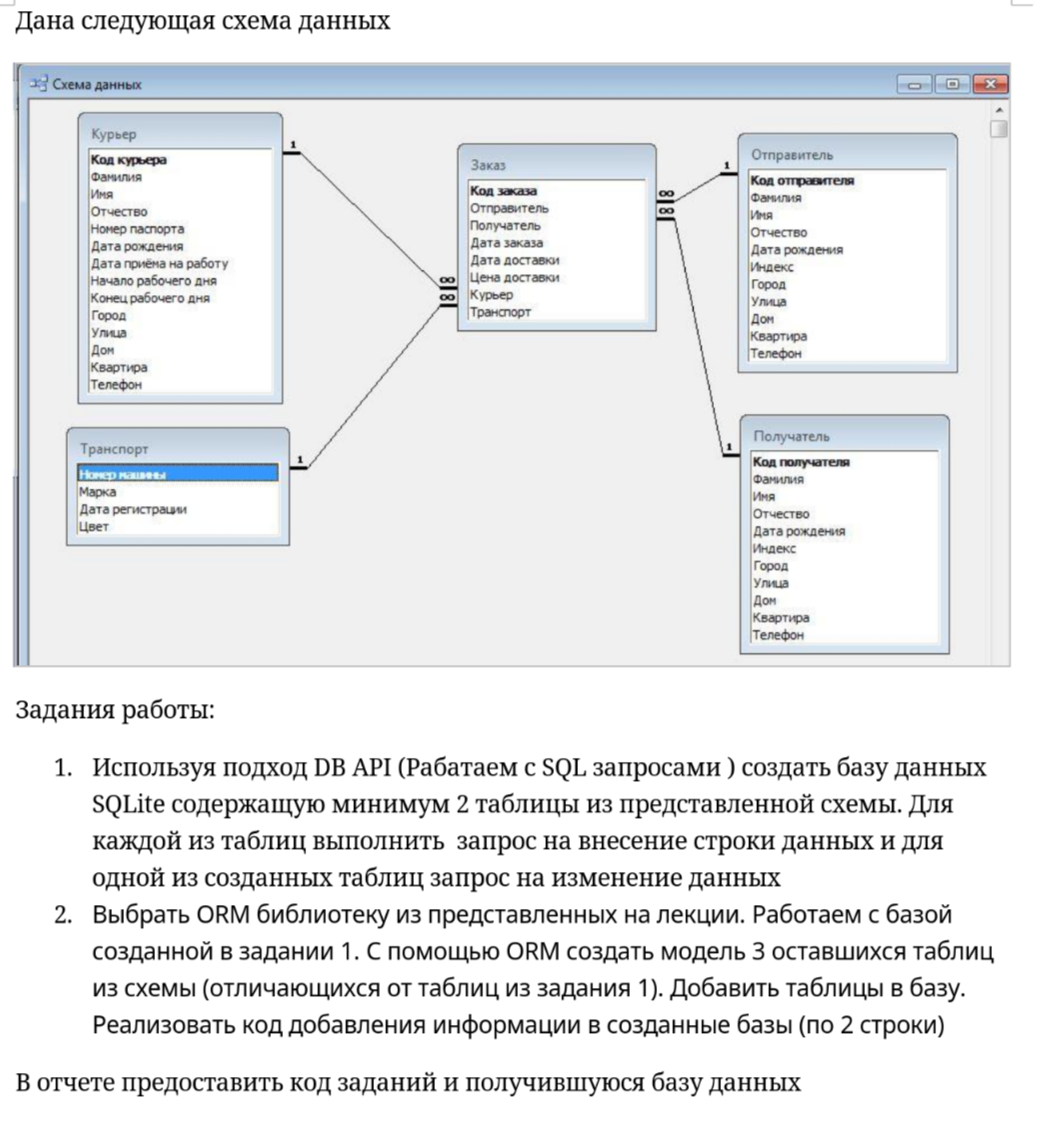 Дана следующая схема данных
Схема данных
Курьер
Код курьера
Фамилия
Имя
Отчество
Номер паспорта
Дата рождения
Дата приёма на работу
Начало рабочего дня
Конец рабочего дня
Город
Улица
Дом
Квартира
Телефон
1
Транспорт
Номер машины
Марка
Дата регистрации
Цвет
1
Заказ
Код заказа
Отправитель
Получатель
Дата заказа
Дата доставки
Цена доставки
Курьер
Транспорт
∞
∞
∞
∞
1
Отправитель
Код отправителя
Фамилия
Имя
Отчество
Дата рождения
Индекс
Город
Улица
Дом
Квартира
Телефон
1
Получатель
Код получателя
Фамилия
Имя
Отчество
Дата рождения
Индекс
Город
Улица
Дом
Квартира
Телефон
Задания работы:
1. Используя подход DB API (Рабатаем с SQL запросами ) создать базу данных
SQLite содержащую минимум 2 таблицы из представленной схемы. Для
каждой из таблиц выполнить запрос на внесение строки данных и для
одной из созданных таблиц запрос на изменение данных
2. Выбрать ORM библиотеку из представленных на лекции. Работаем с базой
созданной в задании 1. С помощью ORM создать модель 3 оставшихся таблиц
из схемы (отличающихся от таблиц из задания 1). Добавить таблицы в базу.
Реализовать код добавления информации в созданные базы (по 2 строки)
В отчете предоставить код заданий и получившуюся базу данных